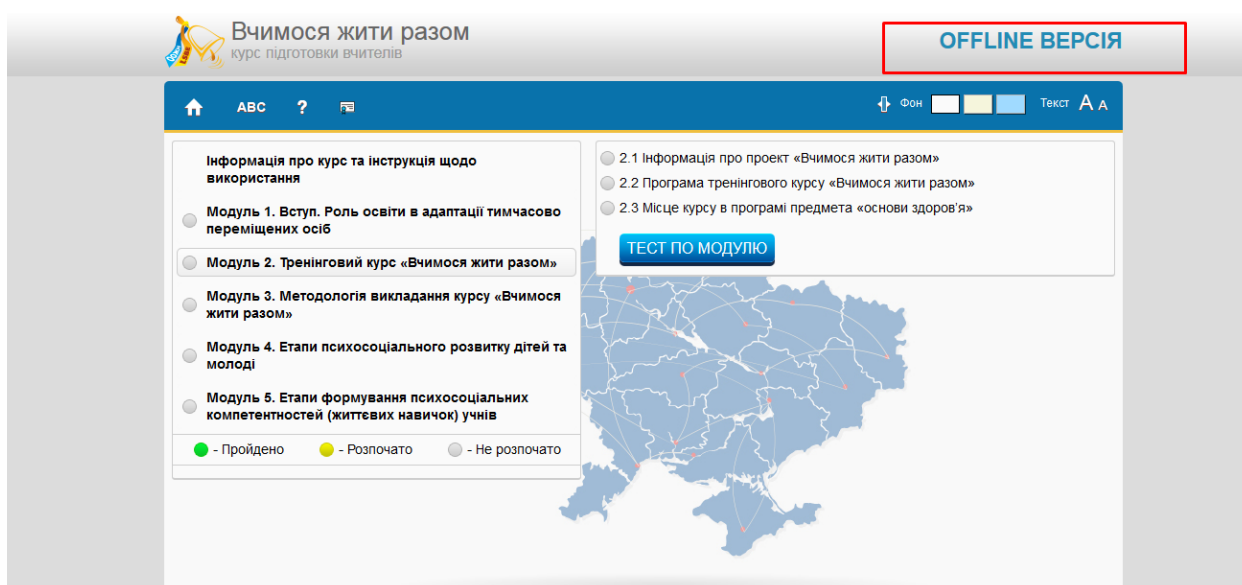 Вчимося жити разом
курс підготовки вчителів
OFFLINE ВЕРСІЯ
ABC ? Фон Текст А А
Інформація про курс та інструкція щодо
використання
Модуль 1. Вступ. Роль освіти в адаптації тимчасово
переміщених осіб
Модуль 2. Тренінговий курс «Вчимося жити разом»
Модуль 3. Методологія викладання курсу «Вчимося
жити разом»
Модуль 4. Етапи психосоціального розвитку дітей та
молоді
Модуль 5. Етапи формування психосоціальних
компетентностей (життєвих навичок) учнів
- Пройдено - Розпочато - Не розпочато
2.1 Інформація про проект «Вчимося жити разом»
2.2 Програма тренінгового курсу «Вчимося жити разом»
2.3 Місце курсу в програмі предмета «основи здоров'я»
ТЕСТ ПО МОДУЛЮ